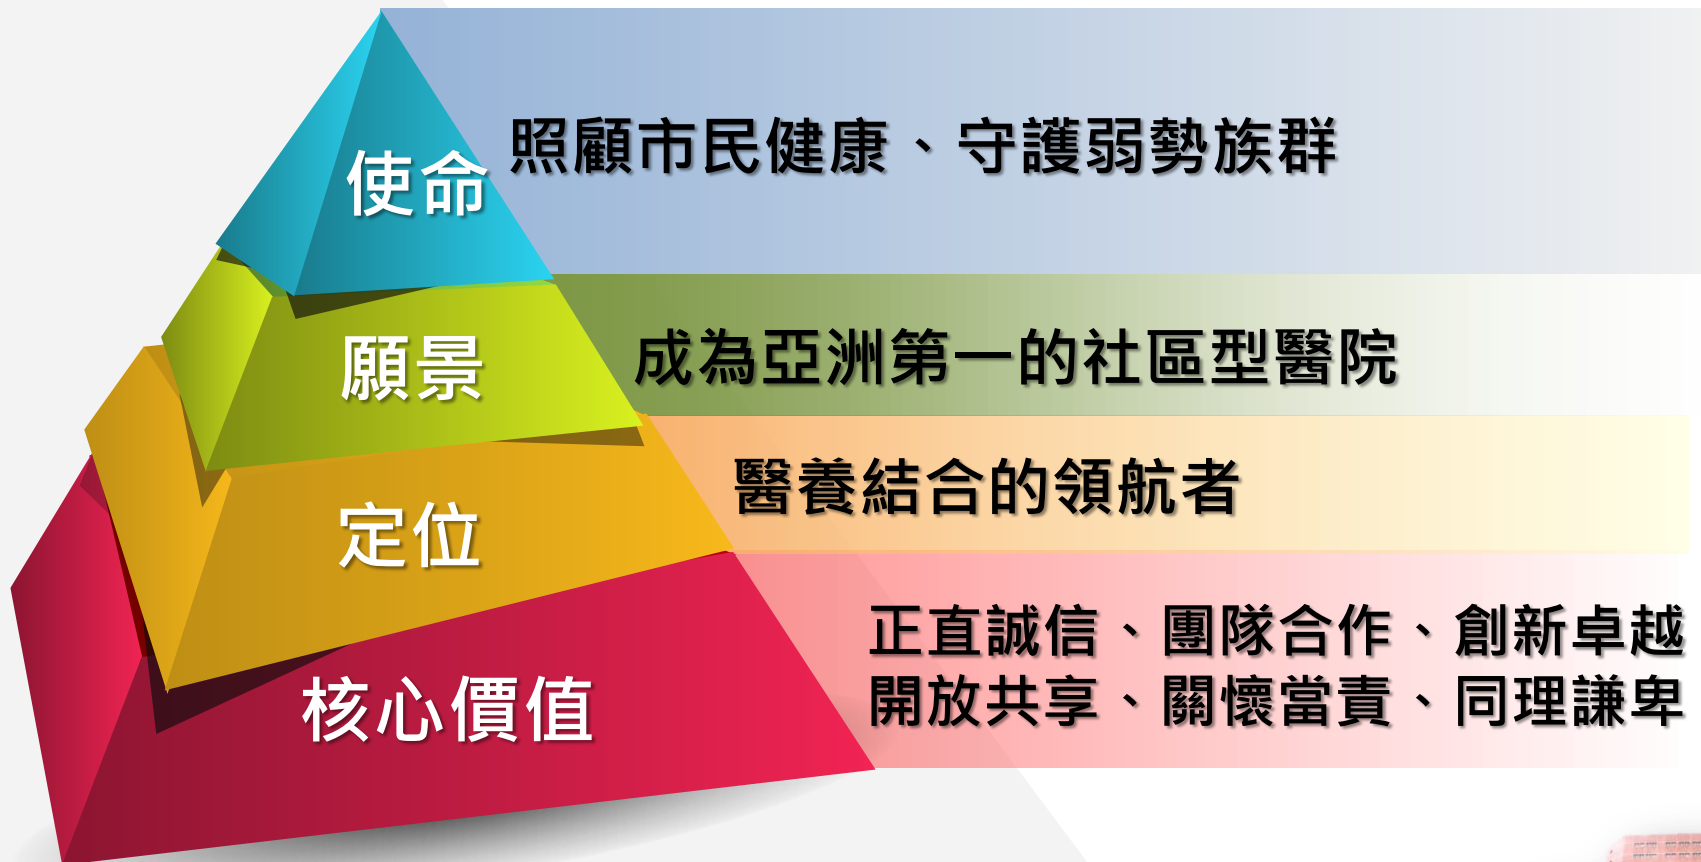 使命
照顧市民健康、守護弱勢族群
願景
成為亞洲第一的社區型醫院
定位
醫養結合的領航者
核心價值
正直誠信、團隊合作、創新卓越
開放共享、關懷當責、同理謙卑